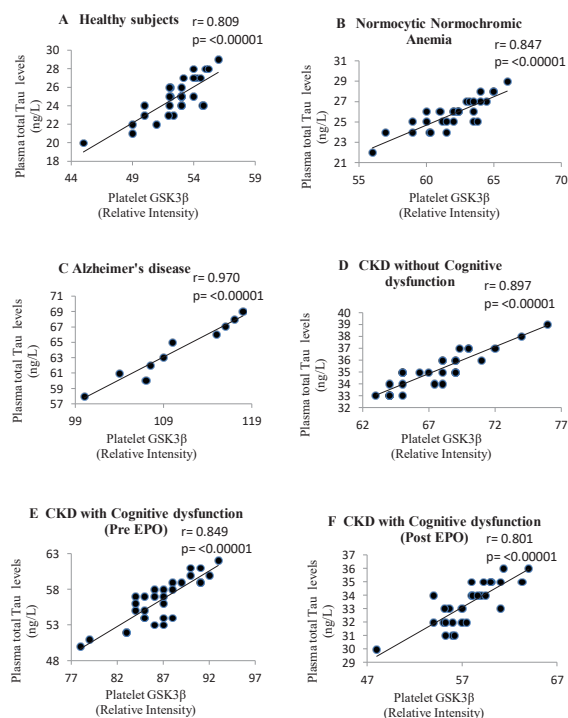 A Healthy subjects
r= 0.809
p= <0.00001
Plasma total Tau levels
(ng/L)
30
28
26
24
22
20
18
44
49
54
59
Platelet GSK3β
(Relative Intensity)
B Normocytic Normochromic
Anemia
r= 0.847
p= <0.00001
Plasma total Tau levels
(ng/L)
31
29
27
25
23
21
55
60
65
70
Platelet GSK3β
(Relative Intensity)
C Alzheimer's disease
r= 0.970
p= <0.00001
Plasma total Tau levels
(ng/L)
71
69
67
65
63
61
59
57
99
109
119
Platelet GSK3β
(Relative Intensity)
D CKD without Cognitive
dysfunction
r= 0.897
p= <0.00001
Plasma total Tau levels
(ng/L)
40
39
38
37
36
35
34
33
32
62
67
72
77
Platelet GSK3β
(Relative Intensity)
E CKD with Cognitive dysfunction
(Pre EPO)
r= 0.849
p= <0.00001
Plasma total Tau levels
(ng/L)
63
58
53
48
77
82
87
92
97
Platelet GSK3β
(Relative Intensity)
F CKD with Cognitive dysfunction
(Post EPO)
r= 0.801
p= <0.00001
Plasma total Tau levels
(ng/L)
37
36
35
34
33
32
31
30
29
47
57
67
Platelet GSK3β
(Relative Intensity)